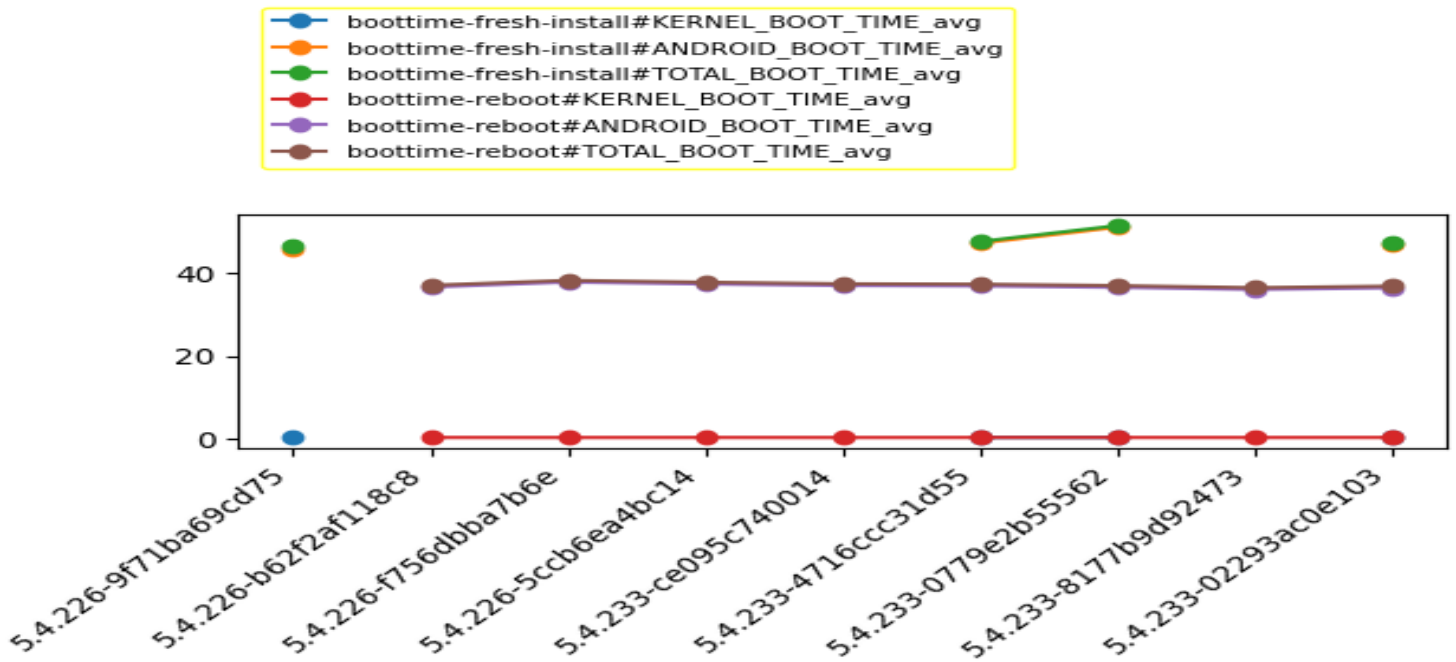 boottime-fresh-install#KERNEL_BOOT_TIME_avg
boottime-fresh-install#ANDROID_BOOT_TIME_avg
boottime-fresh-install#TOTAL_BOOT_TIME_avg
boottime-reboot#KERNEL_BOOT_TIME_avg
boottime-reboot#ANDROID_BOOT_TIME_avg
boottime-reboot#TOTAL_BOOT_TIME_avg
40
20
0
5.4.226-9f71ba69cd75
5.4.226-b62f2af118c8
5.4.226-f756dbba7b6e
5.4.226-5ccb6ea4bc14
5.4.233-ce095c740014
5.4.233-4716ccc31d55
5.4.233-0779e2b55562
5.4.233-8177b9d92473
5.4.233-02293ac0e103